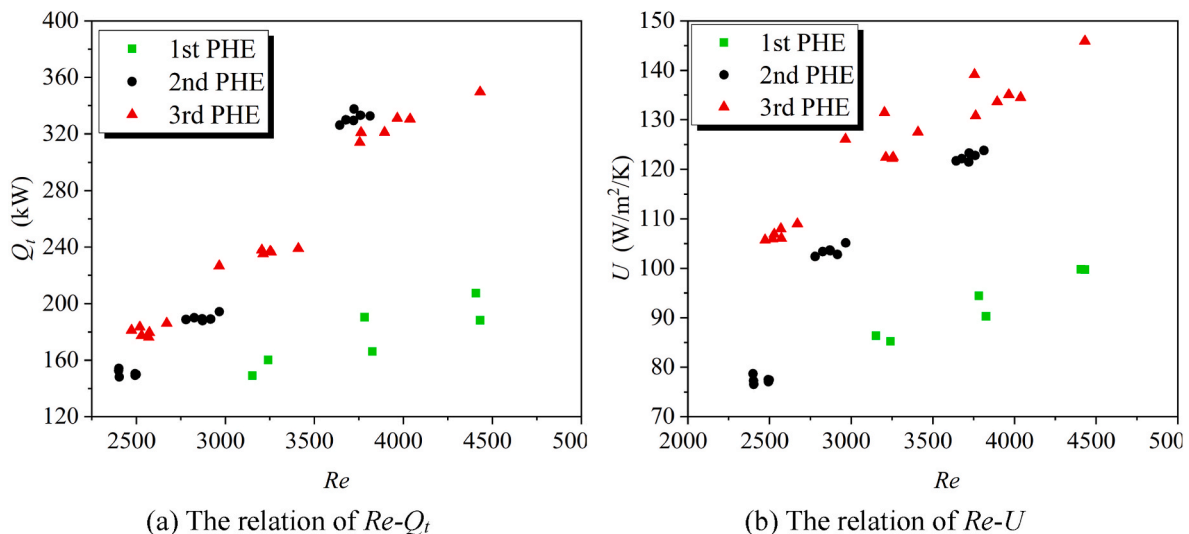 400
360
320
280
240
200
160
120
Q_t (kW)
1st PHE
2nd PHE
3rd PHE
2500 3000 3500 4000 4500 500
Re
(a) The relation of Re-Q_t
150
140
130
120
110
100
90
80
70
U (W/m²/K)
1st PHE
2nd PHE
3rd PHE
2000 2500 3000 3500 4000 4500 500
Re
(b) The relation of Re-U